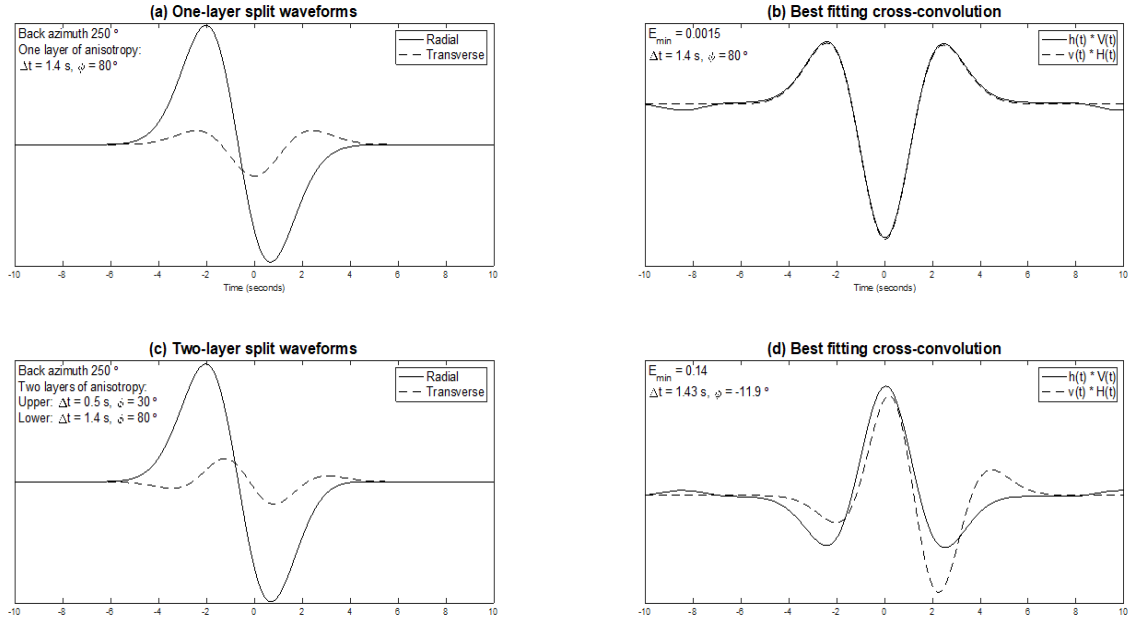 (a) One-layer split waveforms
Back azimuth 250°
One layer of anisotropy:
Δt = 1.4 s, ϕ = 80°
Radial
Transverse
-10 -8 -6 -4 -2 0 2 4 6 8 10
Time (seconds)
(b) Best fitting cross-convolution
E_min = 0.0015
Δt = 1.4 s, ϕ = 80°
h(t) * V(t)
v(t) * H(t)
-10 -8 -6 -4 -2 0 2 4 6 8 10
Time (seconds)
(c) Two-layer split waveforms
Back azimuth 250°
Two layers of anisotropy:
Upper: Δt = 0.5 s, ϕ = 30°
Lower: Δt = 1.4 s, ϕ = 80°
Radial
Transverse
-10 -8 -6 -4 -2 0 2 4 6 8 10
(d) Best fitting cross-convolution
E_min = 0.14
Δt = 1.43 s, ϕ = -11.9°
h(t) * V(t)
v(t) * H(t)
-10 -8 -6 -4 -2 0 2 4 6 8 10